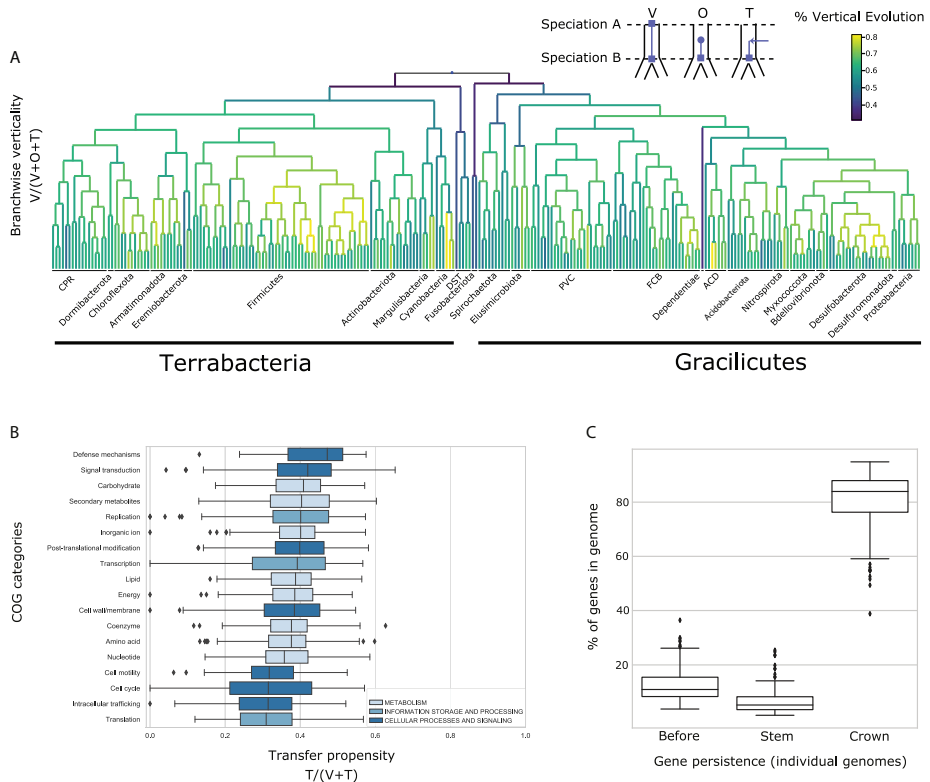 V O T
Speciation A
Speciation B
% Vertical Evolution
0.8
0.7
0.6
0.5
0.4
A
Branchwise verticality
V/(V+O+T)
CPR
Dormibacterota
Chloroflexota
Armatimonadota
Eremiobacterota
Firmicutes
Actinobacteriota
Margulisbacteria
Cyanobacteria
DST
Fusobacteriota
Spirochaetota
Elusimicrobiota
PVC
FCB
Dependentiae
ACD
Acidobacteriota
Nitrospirota
Myxococcota
Bdellovibrionota
Desulfobacterota
Desulfuromonadota
Proteobacteria
Terrabacteria
Gracilicutes
B
COG categories
Defense mechanisms
Signal transduction
Carbohydrate
Secondary metabolites
Replication
Inorganic ion
Post-translational modification
Transcription
Lipid
Energy
Cell wall/membrane
Coenzyme
Amino acid
Nucleotide
Cell motility
Cell cycle
Intracellular trafficking
Translation
METABOLISM
INFORMATION STORAGE AND PROCESSING
CELLULAR PROCESSES AND SIGNALING
0.0 0.2 0.4 0.6 0.8 1.0
Transfer propensity
T/(V+T)
C
% of genes in genome
80
60
40
20
Before Stem Crown
Gene persistence (individual genomes)